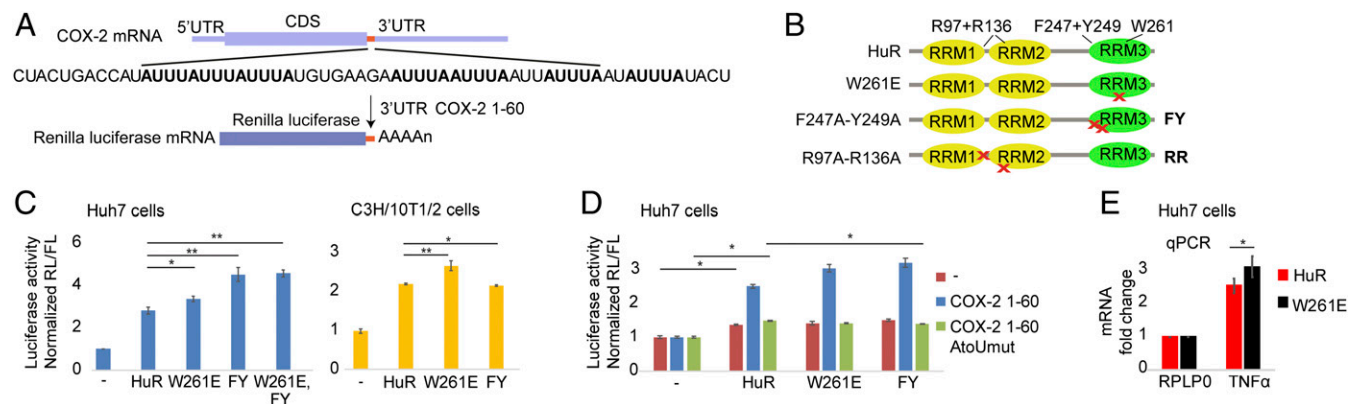 A
CDS
5’UTR
3’UTR
COX-2 mRNA
CUACUGACCAUAUUUAUUUAUUUAUGUGAAGAAUUUAAUUUAAUUAUUUAAUAUUUAUACU
3’UTR COX-2 1-60
Renilla luciferase
Renilla luciferase mRNA
AAAAn
B
R97+R136
F247+Y249
W261
HuR
RRM1
RRM2
RRM3
W261E
RRM1
RRM2
RRM3
F247A-Y249A
RRM1
RRM2
RRM3
FY
R97A-R136A
RRM1
RRM2
RRM3
RR
C
Huh7 cells
Luciferase activity
Normalized RL/FL
6
4
2
0
**
**
*
-
HuR
W261E
FY
W261E,
FY
C3H/10T1/2 cells
3
2
1
0
*
**
-
HuR
W261E
FY
D
Huh7 cells
Luciferase activity
Normalized RL/FL
4
3
2
1
0
*
*
*
-
HuR
W261E
FY
-
COX-2 1-60
COX-2 1-60
AtoUmut
E
Huh7 cells
qPCR
mRNA
fold change
4
3
2
1
0
*
RPLP0
TNFα
HuR
W261E